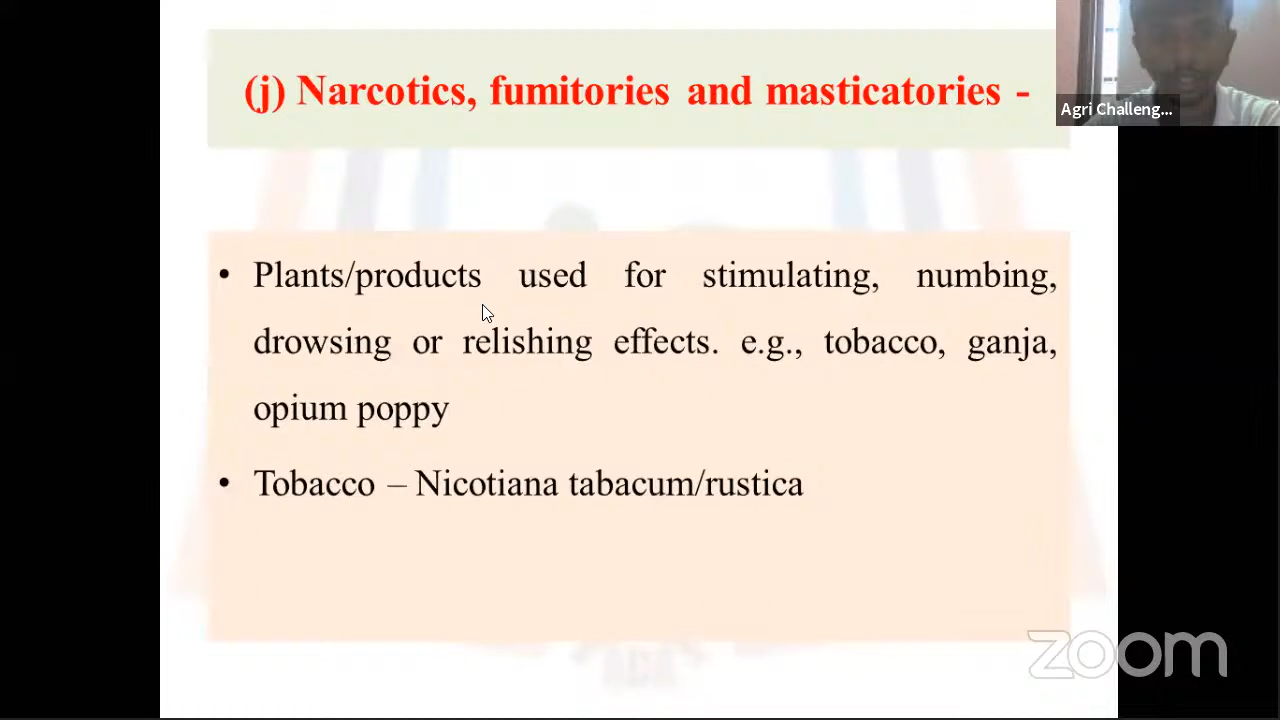 (j) Narcotics, fumitories and masticatories -
Agri Challeng...
• Plants/products used for stimulating, numbing,
drowsing or relishing effects. e.g., tobacco, ganja,
opium poppy
• Tobacco – Nicotiana tabacum/rustica
zoom
ACA